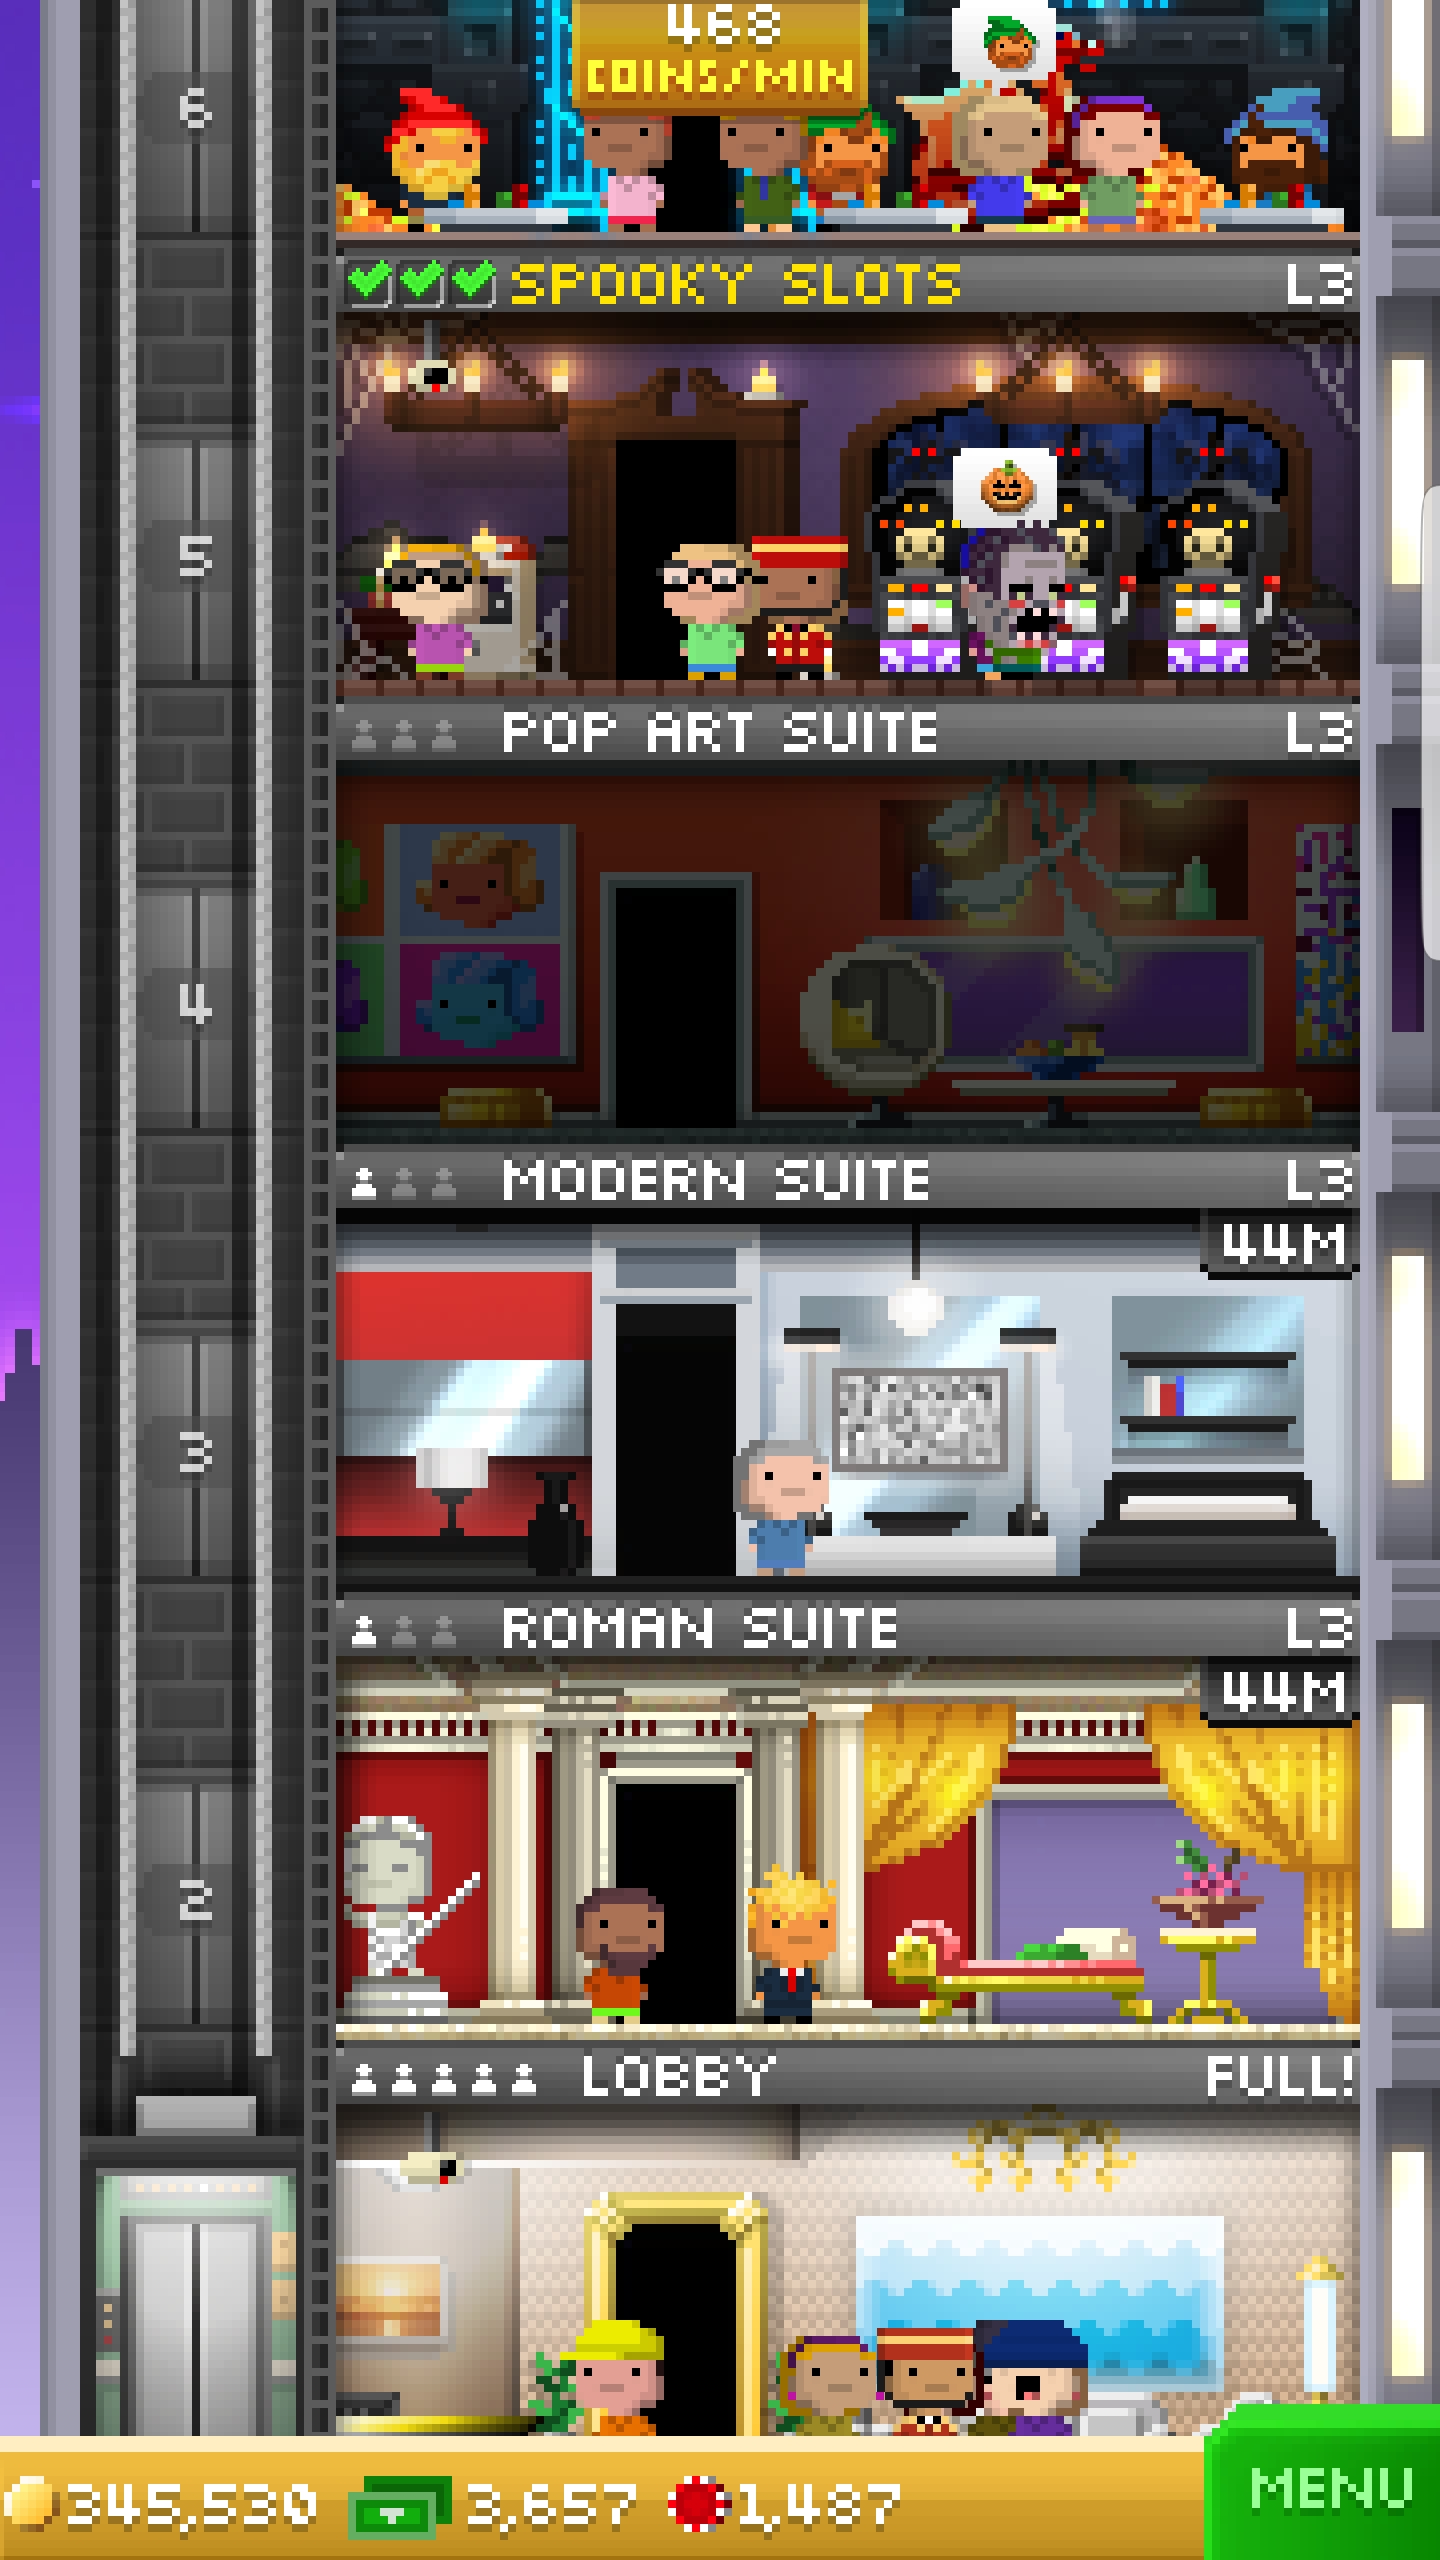 468
COINS/MIN
6
SPOOKY SLOTS L3
5
POP ART SUITE L3
4
MODERN SUITE L3
44M
3
ROMAN SUITE L3
44M
2
LOBBY FULL!
345,530 3,657 1,487 MENU